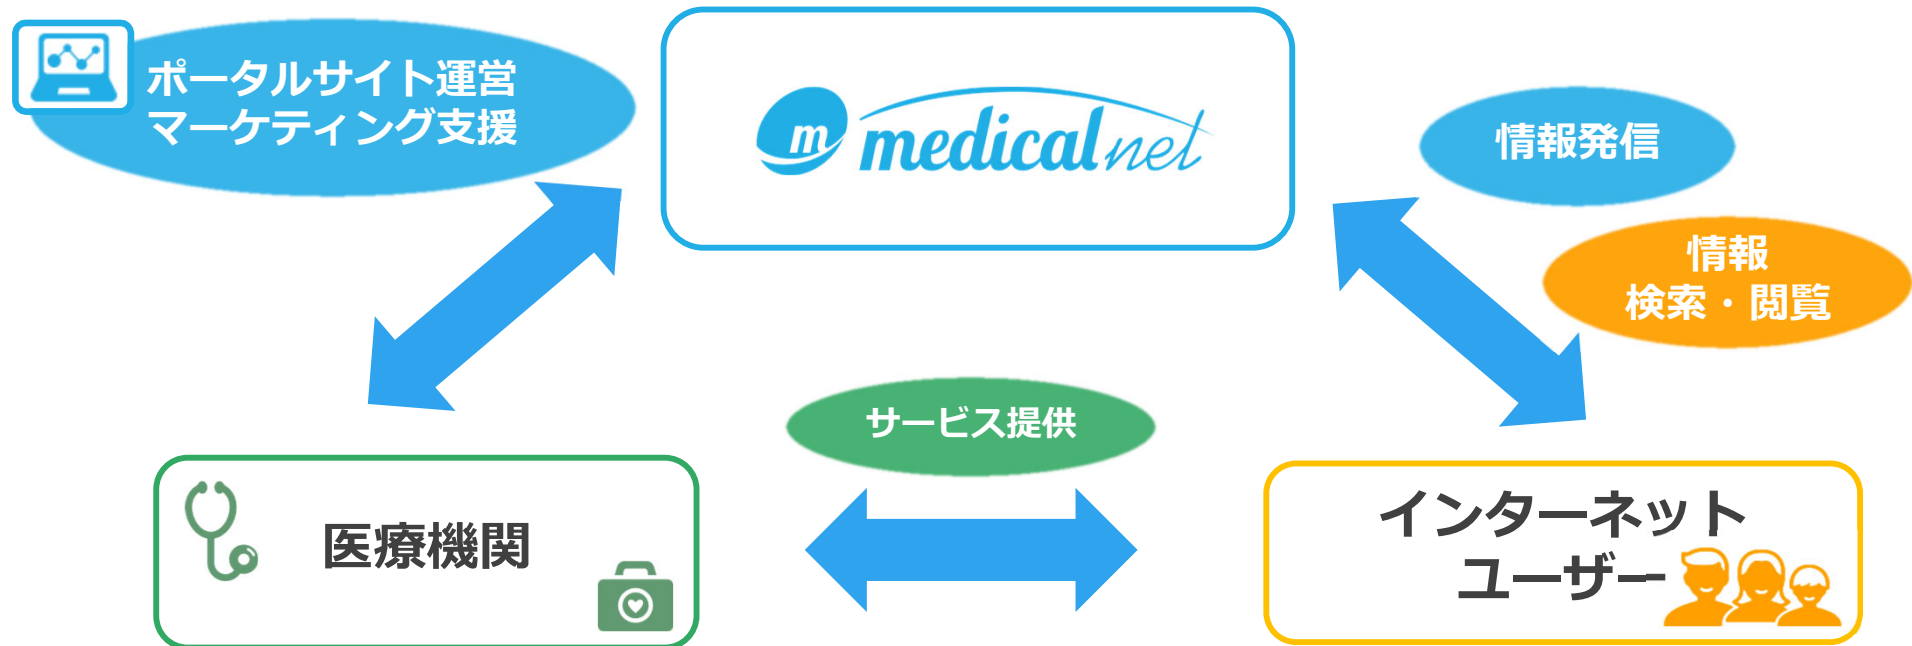 ポータルサイト運営
マーケティング支援
m medicalnet
情報発信
情報
検索・閲覧
サービス提供
医療機関
インターネット
ユーザー